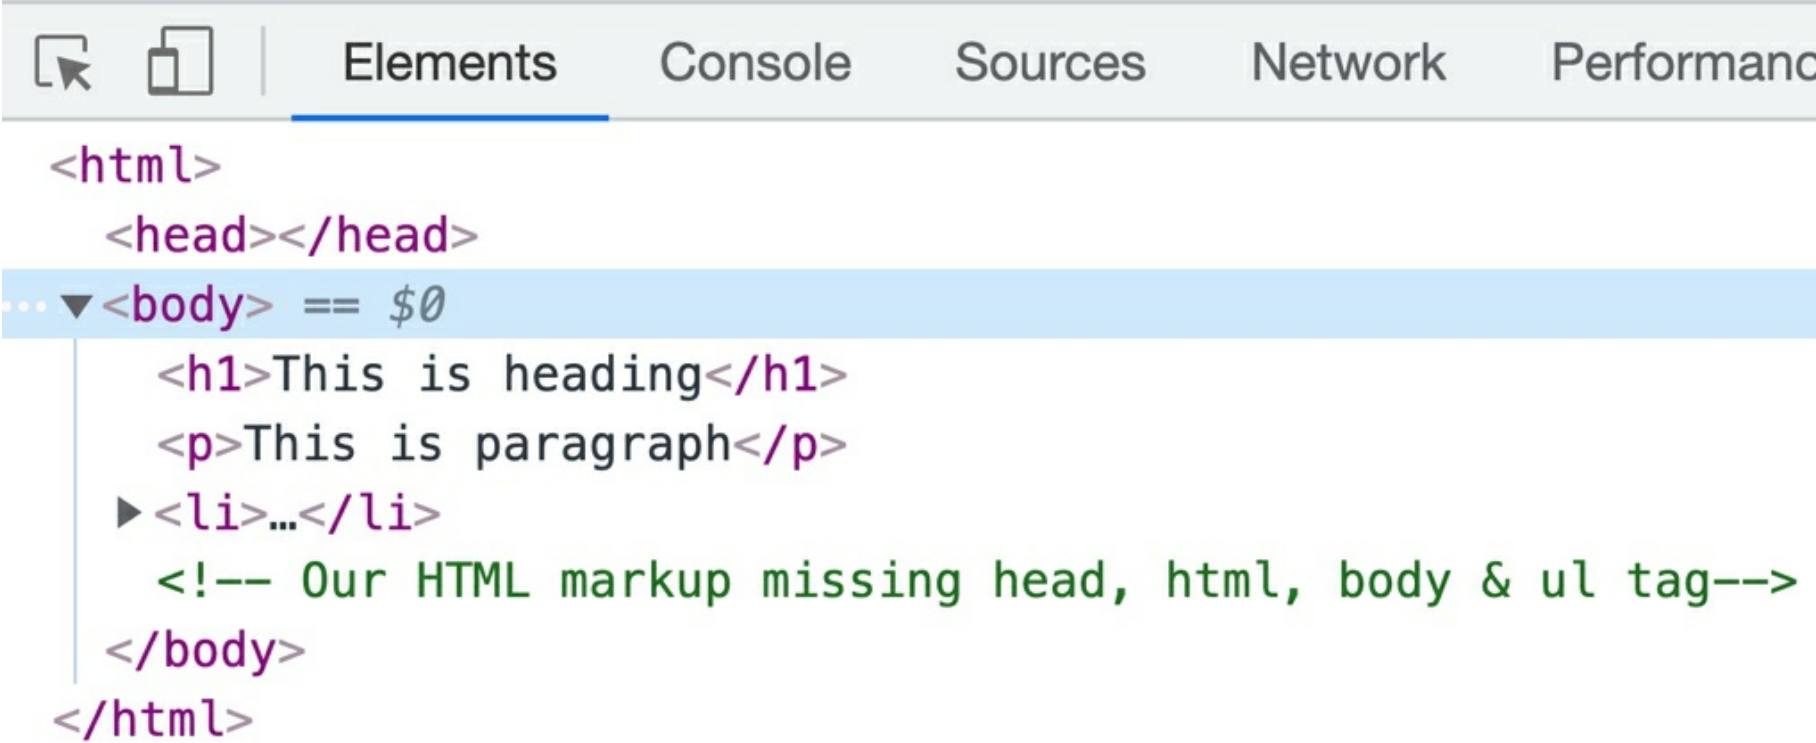 Elements Console Sources Network Performanc
<html>
<head></head>
<body> == $0
<h1>This is heading</h1>
<p>This is paragraph</p>
<li>…</li>
<!-- Our HTML markup missing head, html, body & ul tag-->
</body>
</html>